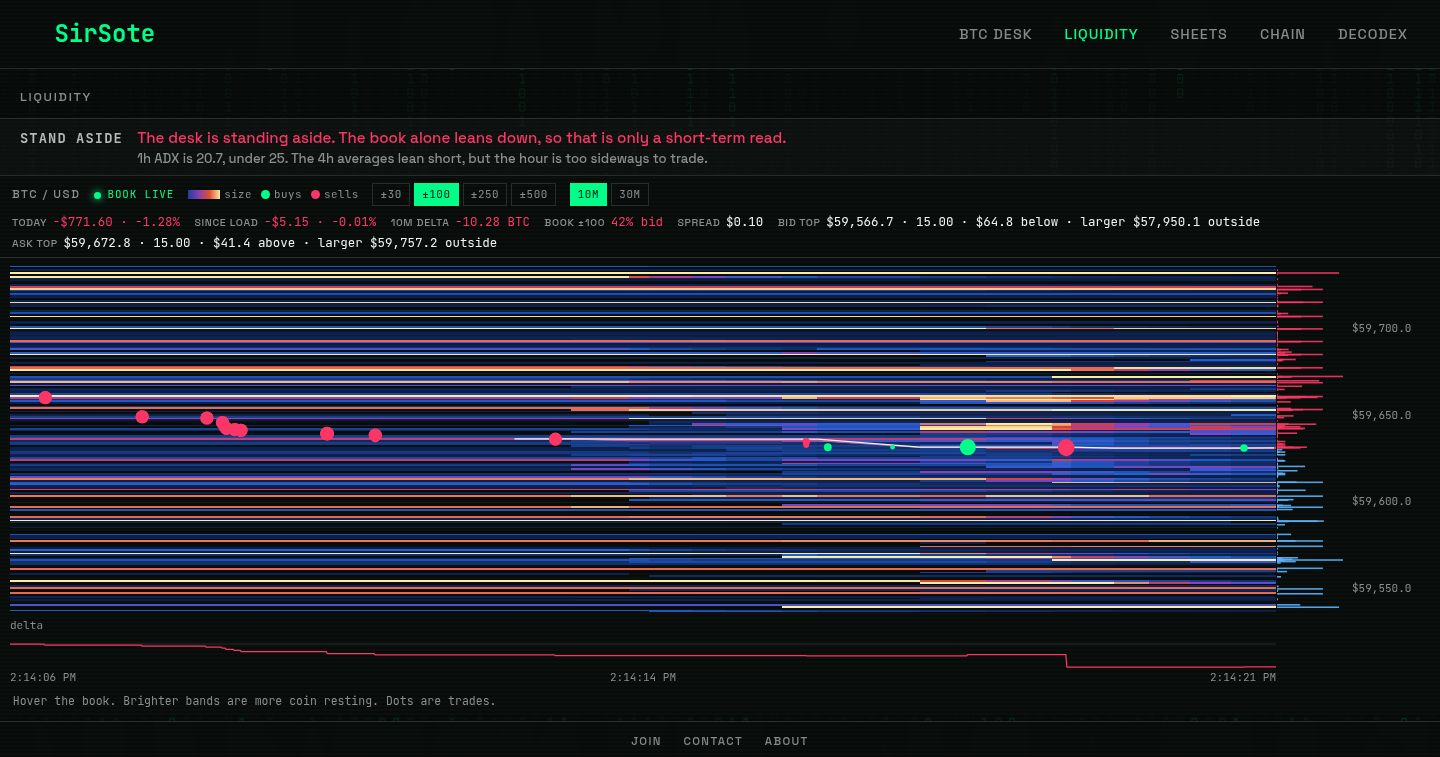 SirSote
BTC DESK LIQUIDITY SHEETS CHAIN DECODEX
LIQUIDITY
STAND ASIDE The desk is standing aside. The book alone leans down, so that is only a short-term read.
1h ADX is 20.7, under 25. The 4h averages lean short, but the hour is too sideways to trade.
BTC / USD BOOK LIVE size buys sells ±30 ±100 ±250 ±500 10M 30M
TODAY -$771.60 · -1.28% SINCE LOAD -$5.15 · -0.01% 10M DELTA -10.28 BTC BOOK ±100 42% bid SPREAD $0.10 BID TOP $59,566.7 · 15.00 · $64.8 below · larger $57,950.1 outside
ASK TOP $59,672.8 · 15.00 · $41.4 above · larger $59,757.2 outside
$59,700.0
$59,650.0
$59,600.0
$59,550.0
delta
2:14:06 PM 2:14:14 PM 2:14:21 PM
Hover the book. Brighter bands are more coin resting. Dots are trades.
JOIN CONTACT ABOUT